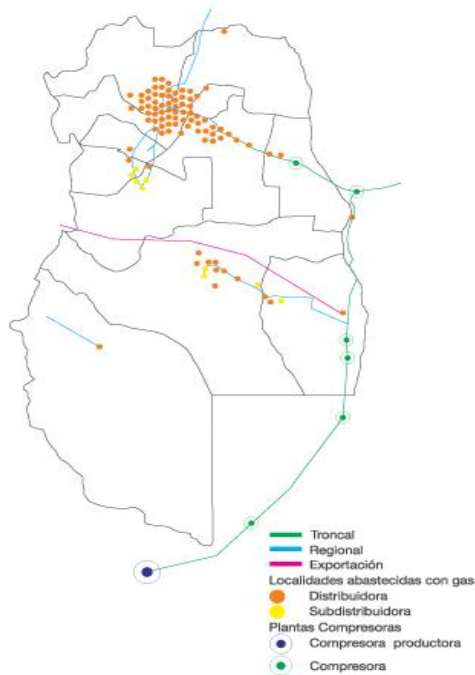 Troncal
Regional
Exportación
Localidades abastecidas con gas
Distribuidora
Subdistribuidora
Plantas Compresoras
Compresora productora
Compresora